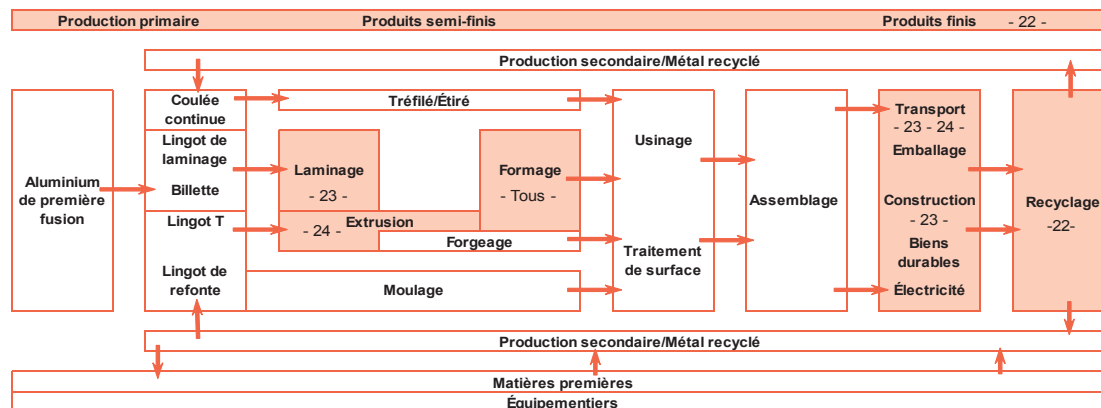 Production primaire
Produits semi-finis
Produits finis - 22 -
Production secondaire/Métal recyclé
Aluminium
de première
fusion
Coulée
continue
Lingot de
laminage
Billette
Lingot T
Lingot de
refonte
Tréfilé/Étiré
Laminage
- 23 -
Formage
- Tous -
Extrusion
- 24 -
Forgeage
Moulage
Usinage
Traitement
de surface
Assemblage
Transport
- 23 - 24 -
Emballage
Construction
- 23 -
Biens
durables
Électricité
Recyclage
-22-
Production secondaire/Métal recyclé
Matières premières
Équipementiers